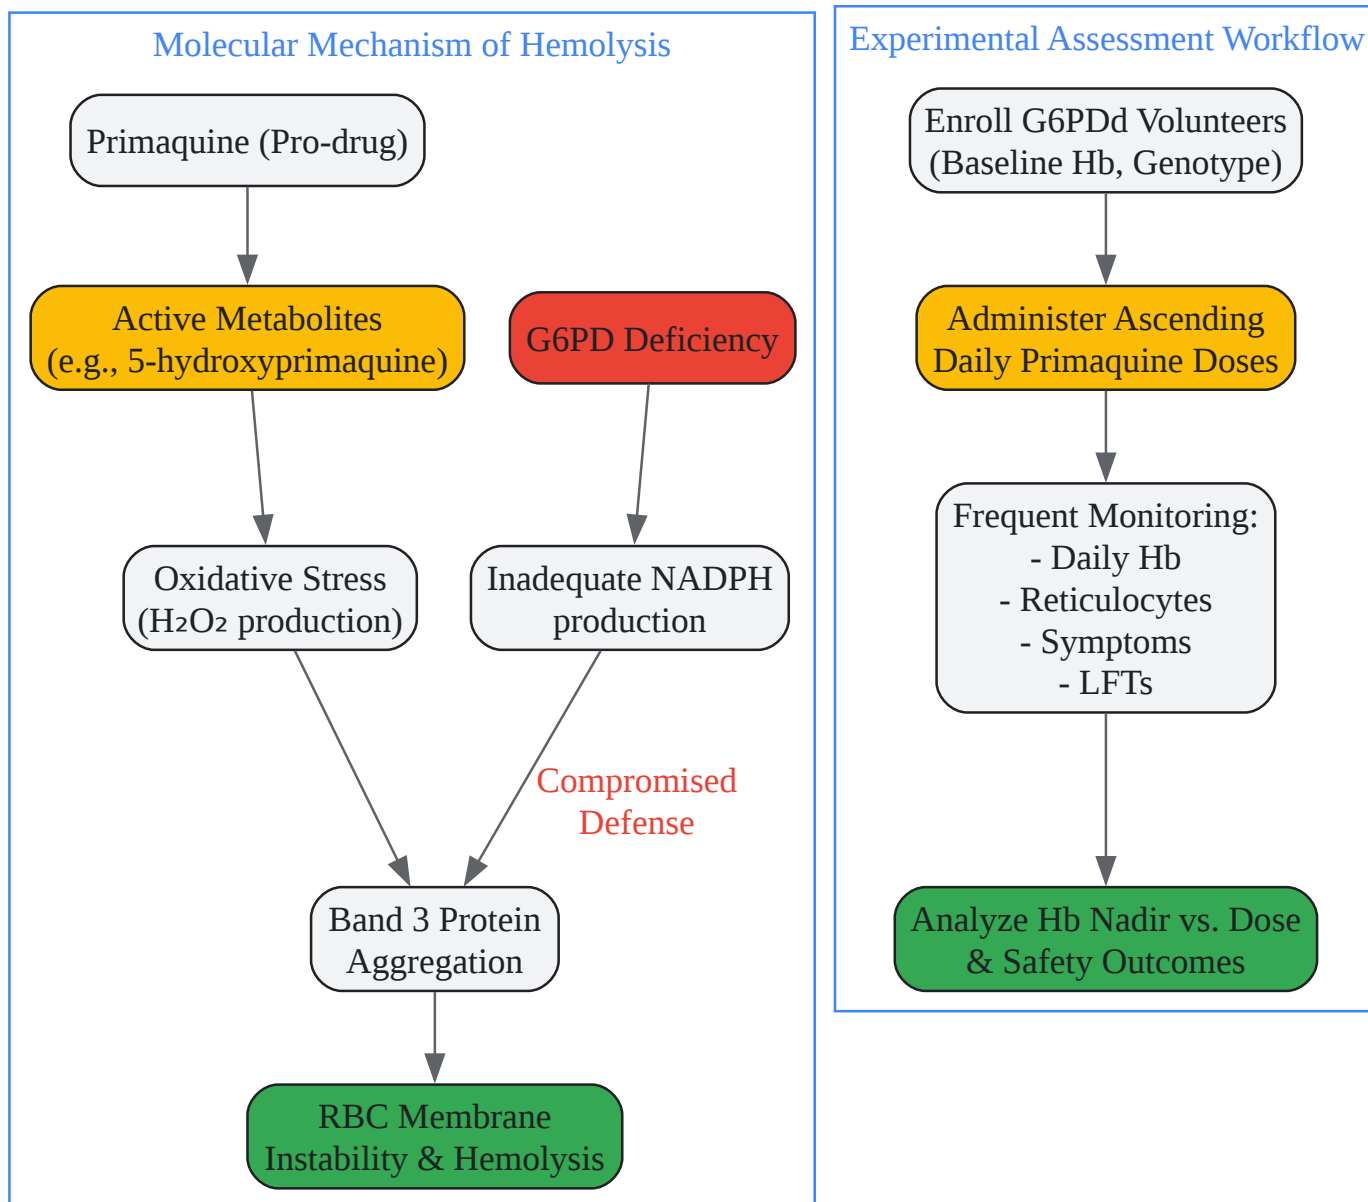 Molecular Mechanism of Hemolysis
Primaquine (Pro-drug)
Active Metabolites
(e.g., 5-hydroxyprimaquine)
G6PD Deficiency
Oxidative Stress
(H₂O₂ production)
Inadequate NADPH
production
Compromised
Defense
Band 3 Protein
Aggregation
RBC Membrane
Instability & Hemolysis
Experimental Assessment Workflow
Enroll G6PDd Volunteers
(Baseline Hb, Genotype)
Administer Ascending
Daily Primaquine Doses
Frequent Monitoring:
- Daily Hb
- Reticulocytes
- Symptoms
- LFTs
Analyze Hb Nadir vs. Dose
& Safety Outcomes